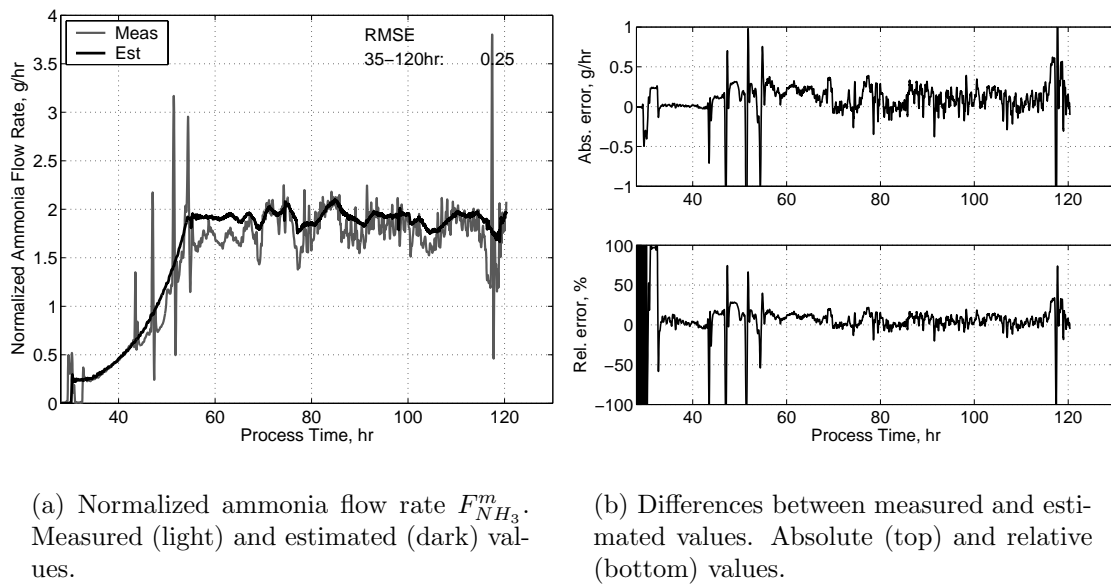 Meas
Est
RMSE
35−120hr: 0.25
4
3.5
3
2.5
2
1.5
1
0.5
0
Normalized Ammonia Flow Rate, g/hr
40 60 80 100 120
Process Time, hr
1
0.5
0
−0.5
−1
Abs. error, g/hr
40 60 80 100 120
100
50
0
−50
−100
Rel. error, %
40 60 80 100 120
Process Time, hr
(a) Normalized ammonia flow rate $F^m_{NH_3}$.
Measured (light) and estimated (dark) val-
ues.
(b) Differences between measured and esti-
mated values. Absolute (top) and relative
(bottom) values.